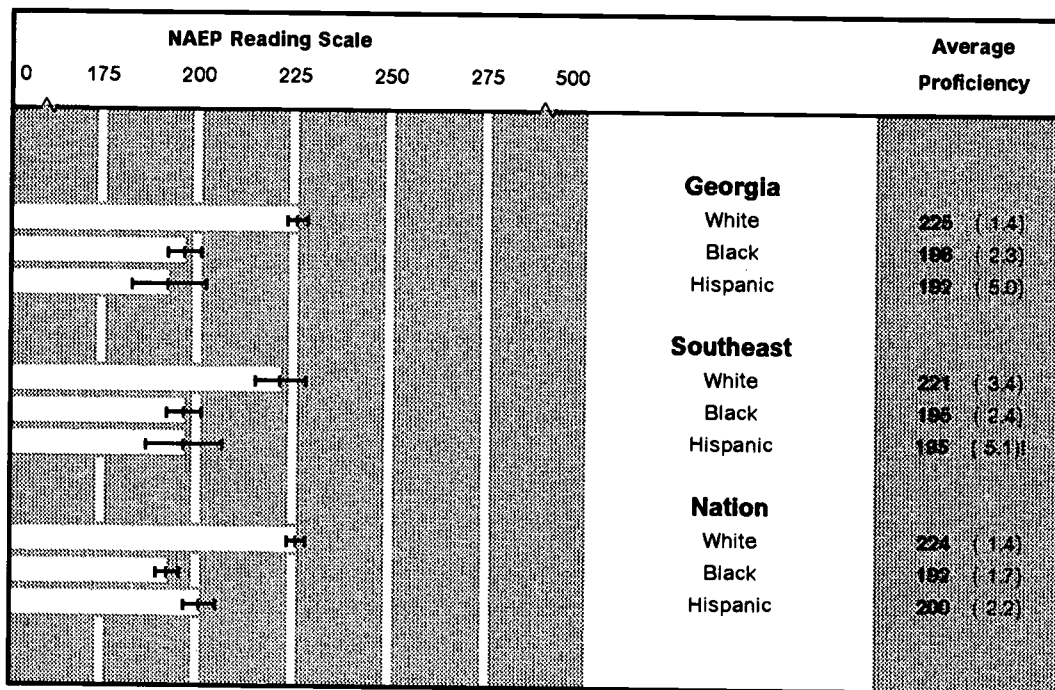 NAEP Reading Scale
Average
Proficiency
0 175 200 225 250 275 500
Georgia
White 225 (1.4)
Black (2.3)
Hispanic 192 (5.0)
Southeast
White 221 (3.4)
Black 195 (2.4)
Hispanic 195 (5.1)!
Nation
White 224 (1.4)
Black 192 (1.7)
Hispanic 200 (2.2)